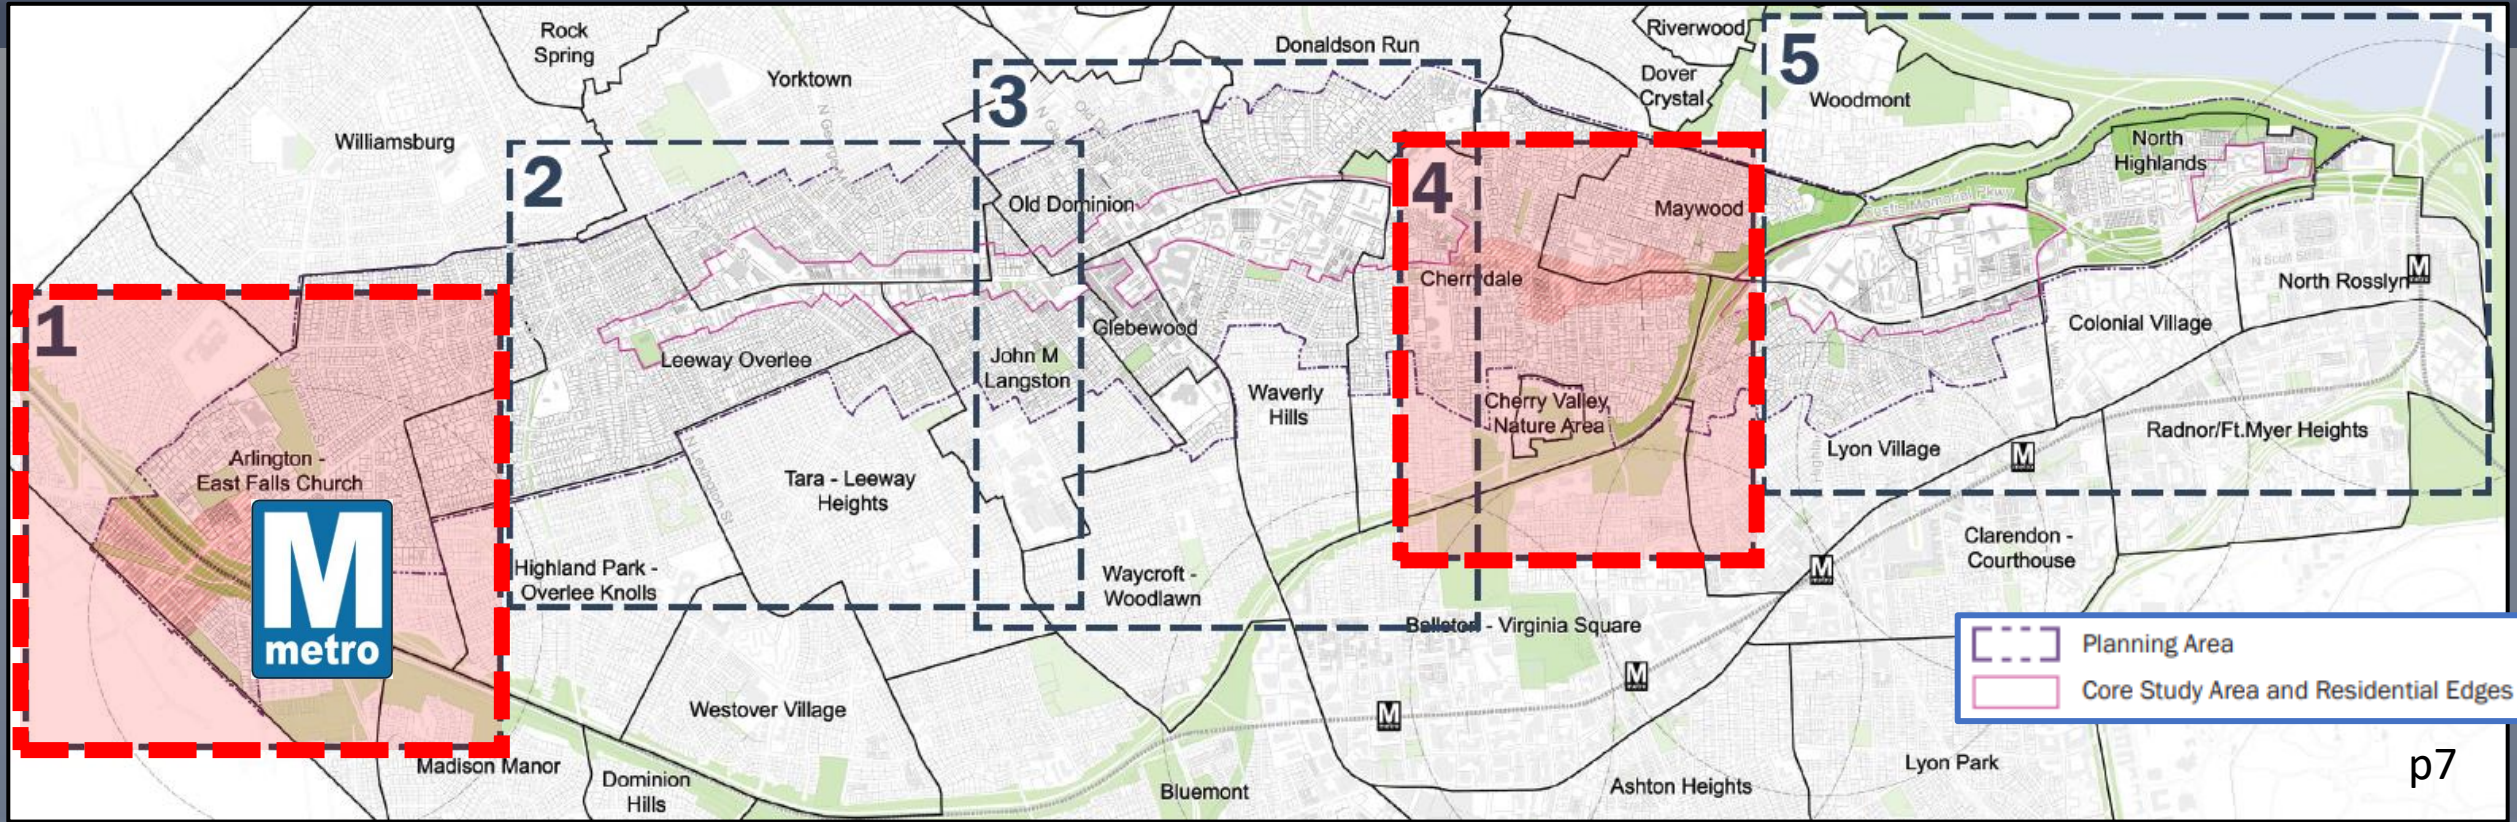 Rock
Spring
Yorktown
Donaldson Run
Riverwood
Dover
Crystal
5
Woodmont
3
Williamsburg
2
North
Highlands
Old Dominion
4
Maywood
Custis Memorial Pkwy
1
Cherrydale
North Rosslyn
M
Glebewood
Colonial Village
Leeway Overlee
John M
Langston
Waverly
Hills
Cherry Valley
Nature Area
Lyon Village
Radnor/Ft.Myer Heights
M
Arlington -
East Falls Church
Tara - Leeway
Heights
M
metro
Highland Park -
Overlee Knolls
Waycroft -
Woodlawn
Clarendon -
Courthouse
M
Ballston - Virginia Square
Planning Area
Core Study Area and Residential Edges
M
Westover Village
M
Madison Manor
Dominion
Hills
Bluemont
Ashton Heights
Lyon Park
p7